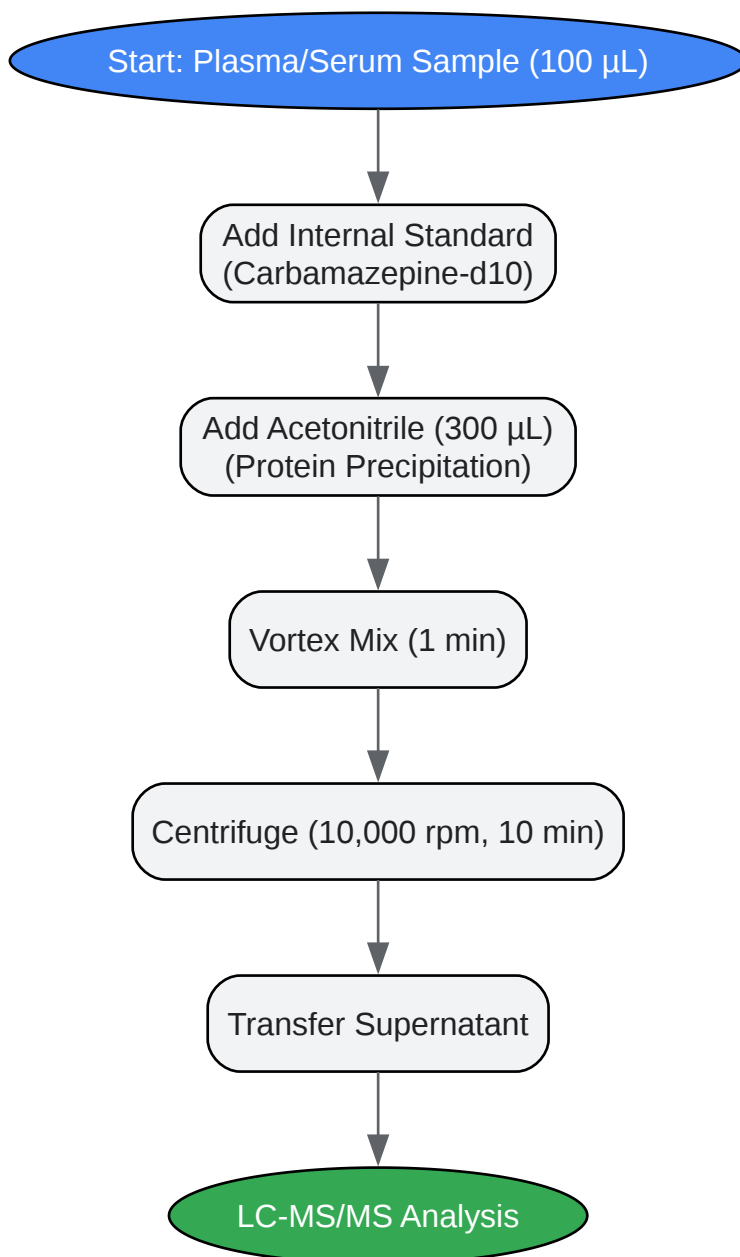 Start: Plasma/Serum Sample (100 µL)
Add Internal Standard
(Carbamazepine-d10)
Add Acetonitrile (300 µL)
(Protein Precipitation)
Vortex Mix (1 min)
Centrifuge (10,000 rpm, 10 min)
Transfer Supernatant
LC-MS/MS Analysis